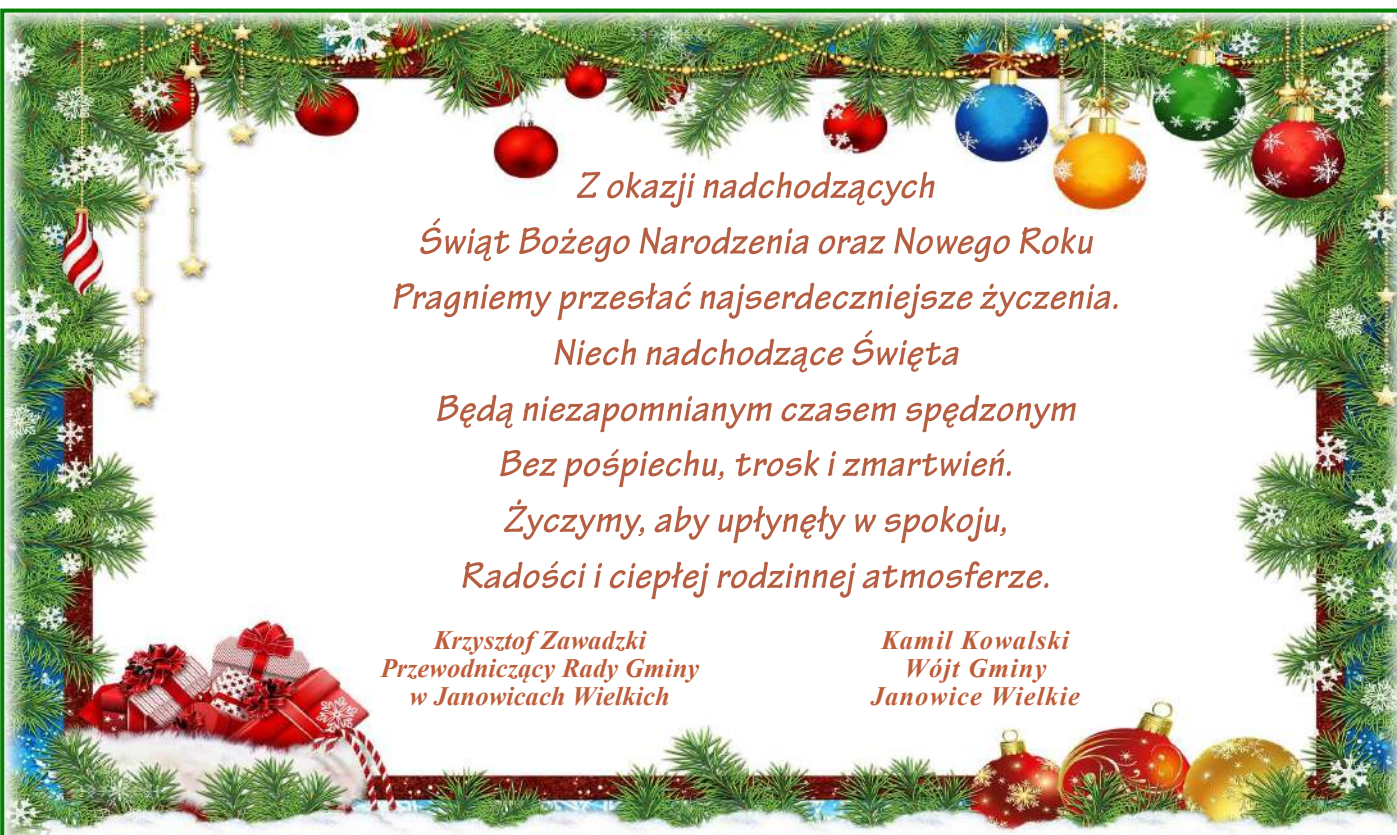 Z okazji nadchodzących
Świąt Bożego Narodzenia oraz Nowego Roku
Pragniemy przesłać najserdeczniejsze życzenia.
Niech nadchodzące Święta
Będą niezapomnianym czasem spędzonym
Bez pośpiechu, trosk i zmartwień.
Życzymy, aby upłynęły w spokoju,
Radości i ciepłej rodzinnej atmosferze.
Krzysztof Zawadzki
Przewodniczący Rady Gminy
w Janowicach Wielkich
Kamil Kowalski
Wójt Gminy
Janowice Wielkie